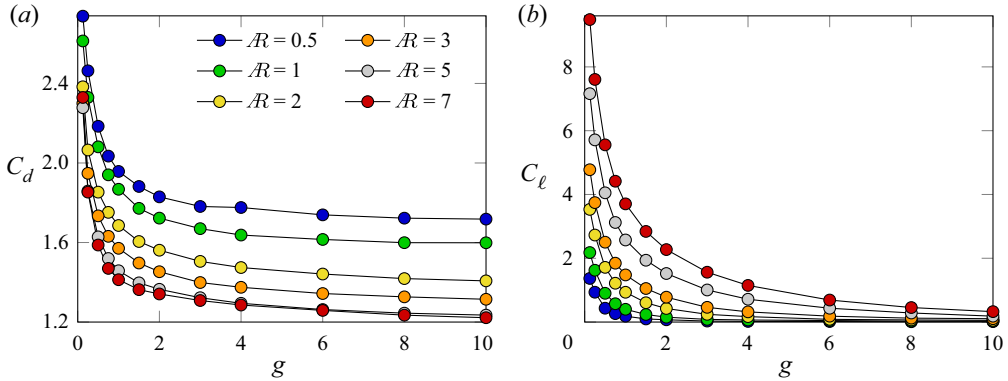 (a)
2.4
2.0
1.6
1.2
C_d
0 2 4 6 8 10
g
Æ = 0.5
Æ = 1
Æ = 2
Æ = 3
Æ = 5
Æ = 7
(b)
8
6
4
2
0
C_ℓ
2 4 6 8 10
g